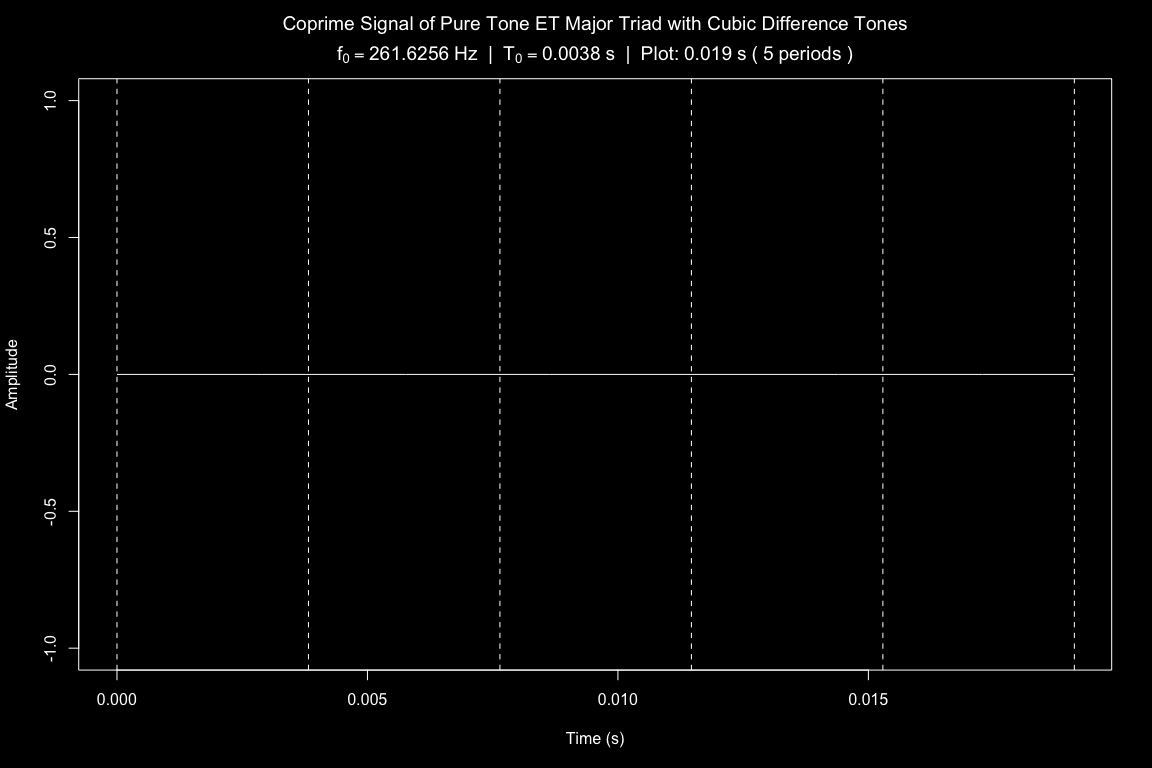 Coprime Signal of Pure Tone ET Major Triad with Cubic Difference Tones
f₀ = 261.6256 Hz | T₀ = 0.0038 s | Plot: 0.019 s ( 5 periods )
1.0
0.5
0.0
-0.5
-1.0
Amplitude
0.000 0.005 0.010 0.015
Time (s)